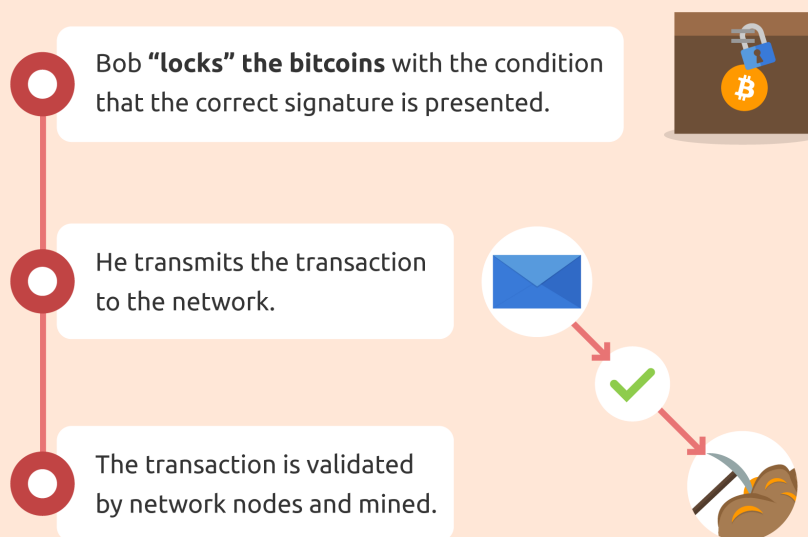 Bob “locks” the bitcoins with the condition
that the correct signature is presented.
He transmits the transaction
to the network.
The transaction is validated
by network nodes and mined.